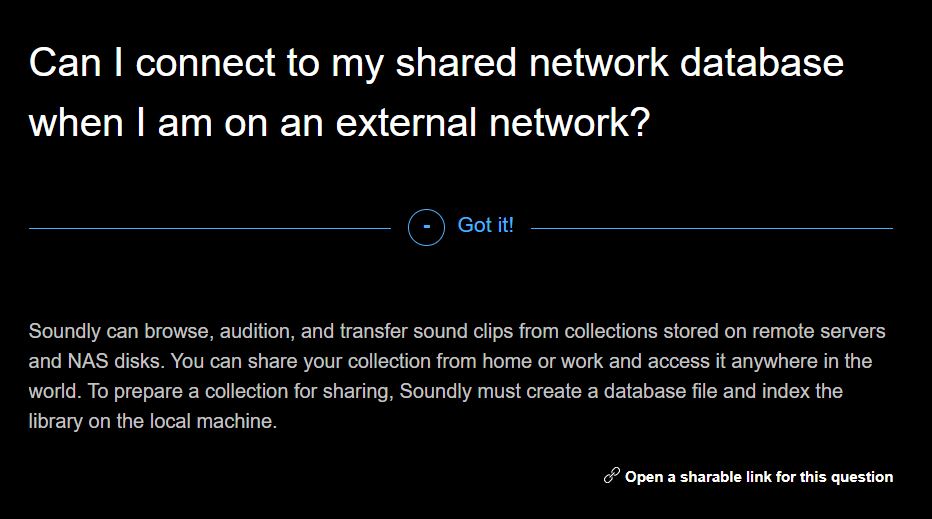 Can I connect to my shared network database
when I am on an external network?
- Got it!
Soundly can browse, audition, and transfer sound clips from collections stored on remote servers
and NAS disks. You can share your collection from home or work and access it anywhere in the
world. To prepare a collection for sharing, Soundly must create a database file and index the
library on the local machine.
Open a sharable link for this question